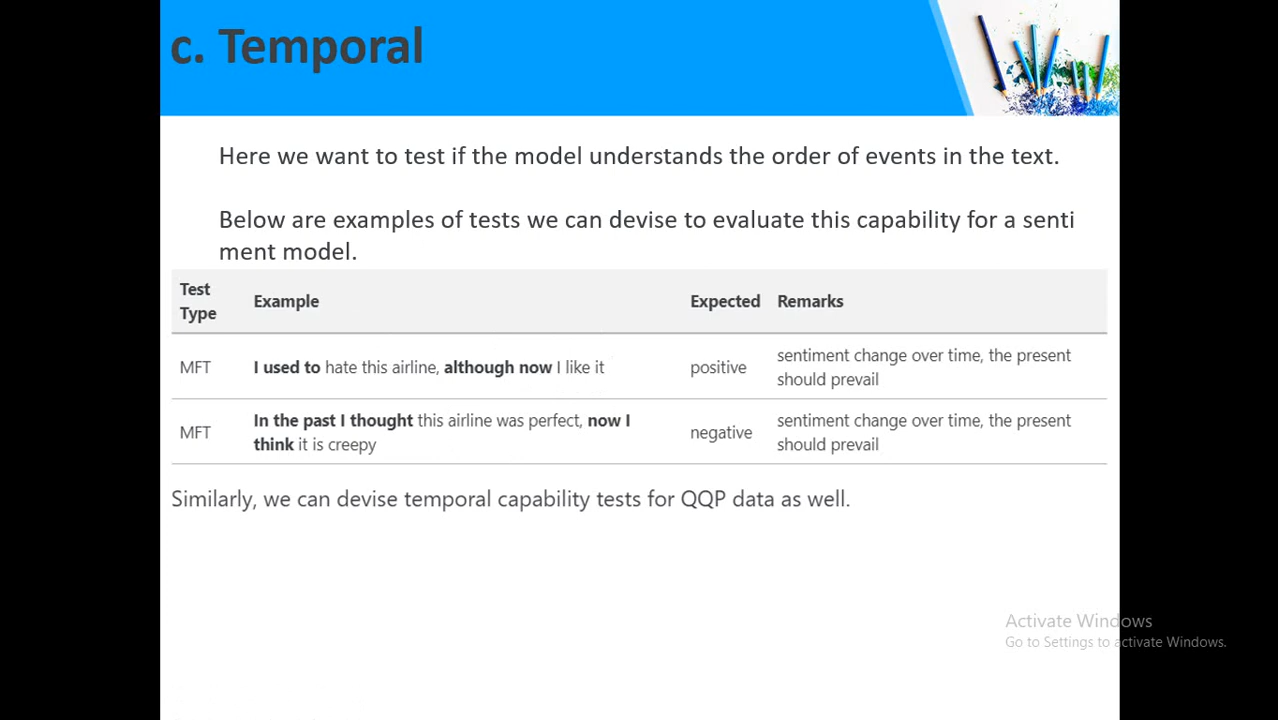 c. Temporal
Here we want to test if the model understands the order of events in the text.
Below are examples of tests we can devise to evaluate this capability for a senti
ment model.
Test Type Example Expected Remarks
MFT I used to hate this airline, although now I like it positive sentiment change over time, the present
should prevail
MFT In the past I thought this airline was perfect, now I
think it is creepy negative sentiment change over time, the present
should prevail
Similarly, we can devise temporal capability tests for QQP data as well.
Activate Windows
Go to Settings to activate Windows.